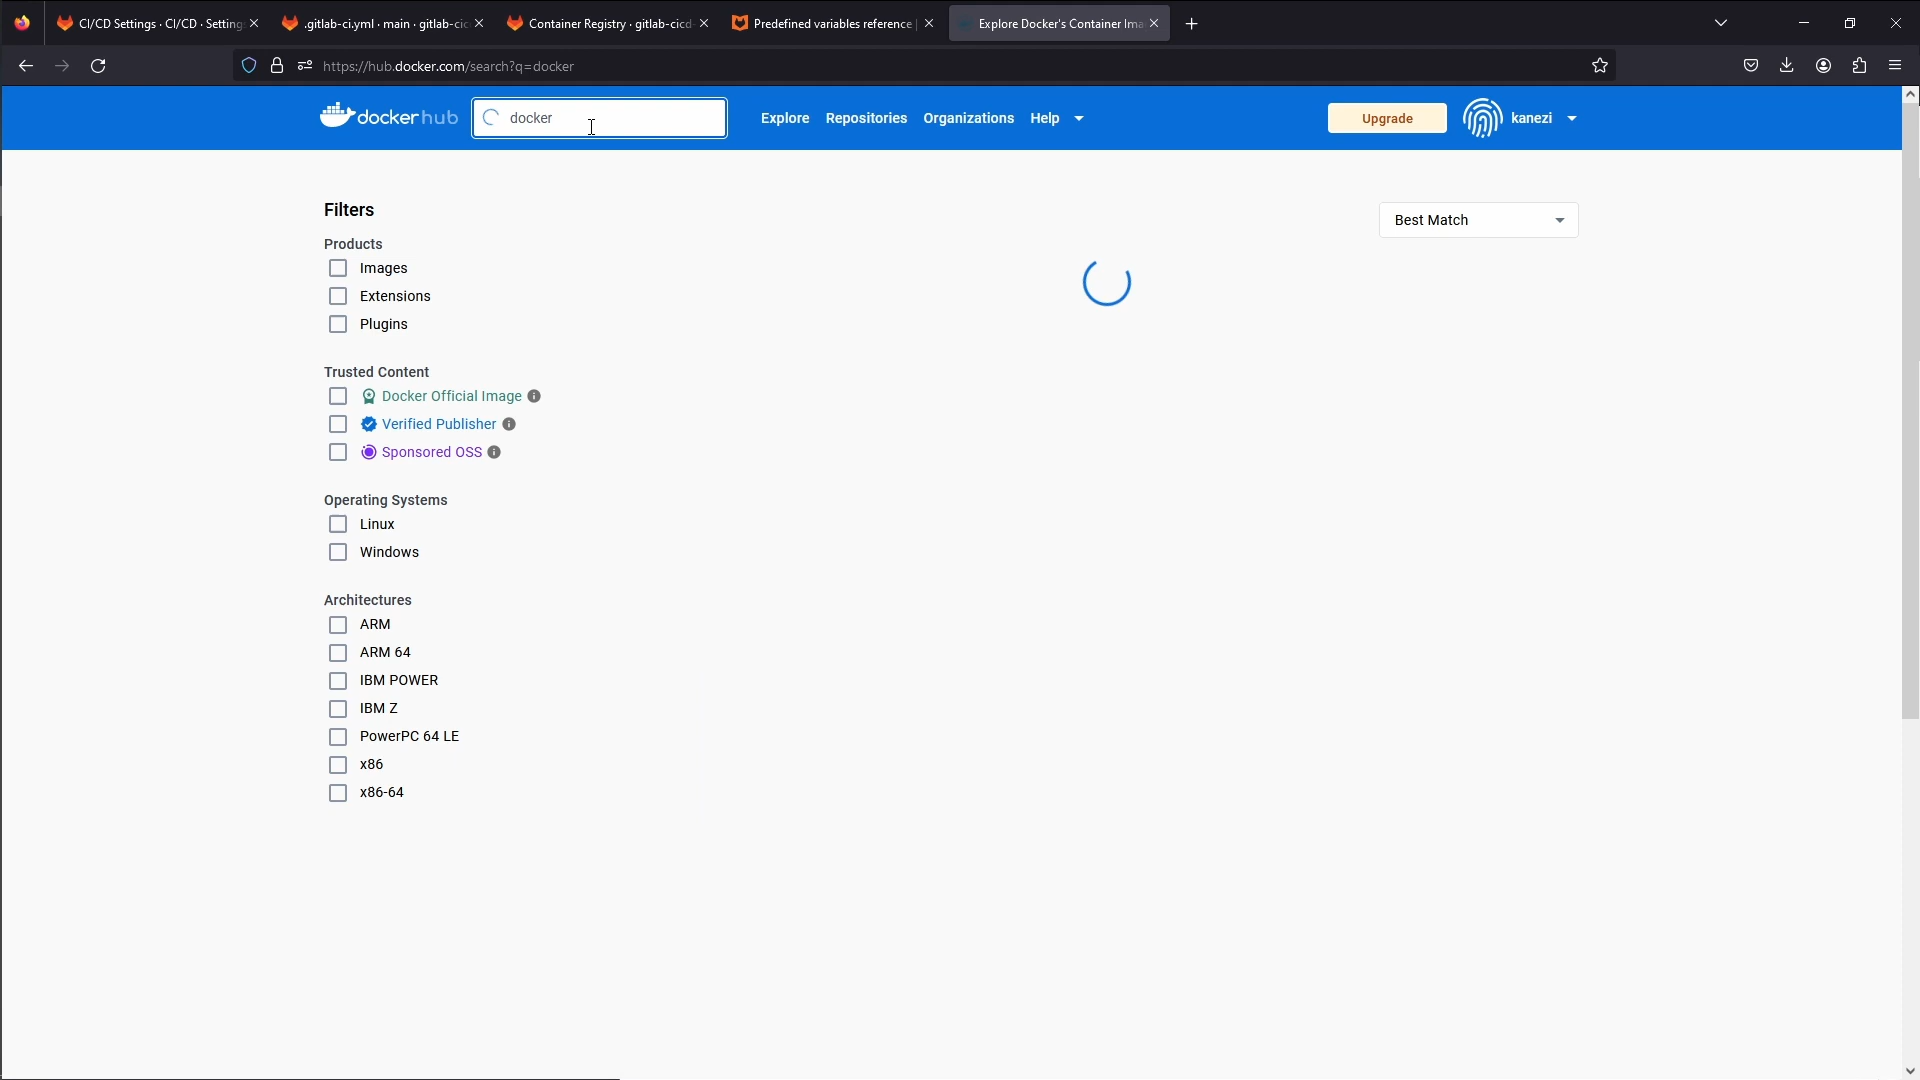 CI/CD Settings · CI/CD · Setting
.gitlab-ci.yml · main · gitlab-cic
Container Registry · gitlab-cicd
Predefined variables reference |
Explore Docker's Container Ima
https://hub.docker.com/search?q=docker
dockerhub
docker
Explore
Repositories
Organizations
Help
Upgrade
kanezi
Filters
Best Match
Products
Images
Extensions
Plugins
Trusted Content
Docker Official Image
Verified Publisher
Sponsored OSS
Operating Systems
Linux
Windows
Architectures
ARM
ARM 64
IBM POWER
IBM Z
PowerPC 64 LE
x86
x86-64